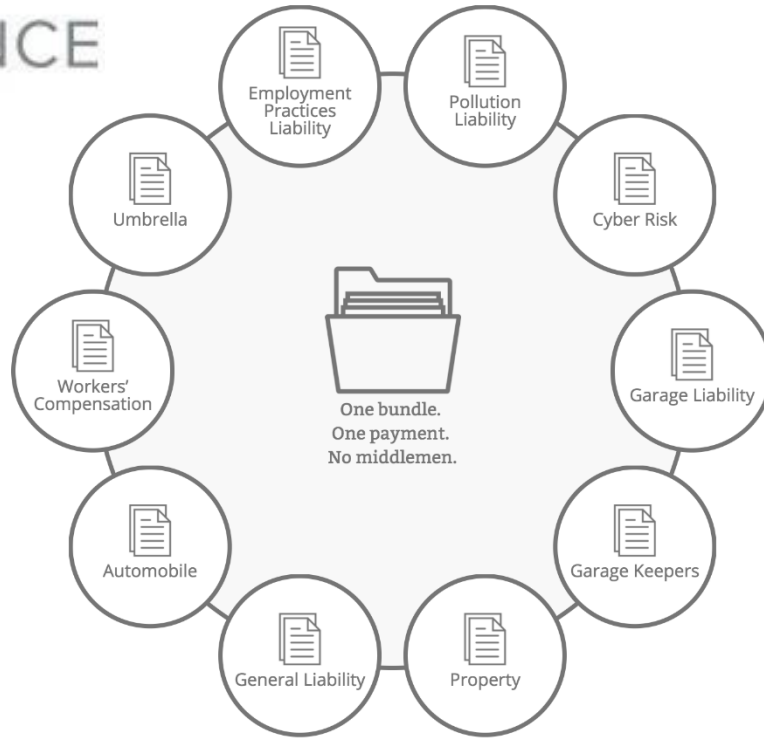 Employment
Practices
Liability
Pollution
Liability
Umbrella
Cyber Risk
Workers'
Compensation
Garage Liability
One bundle.
One payment.
No middlemen.
Automobile
Garage Keepers
General Liability
Property